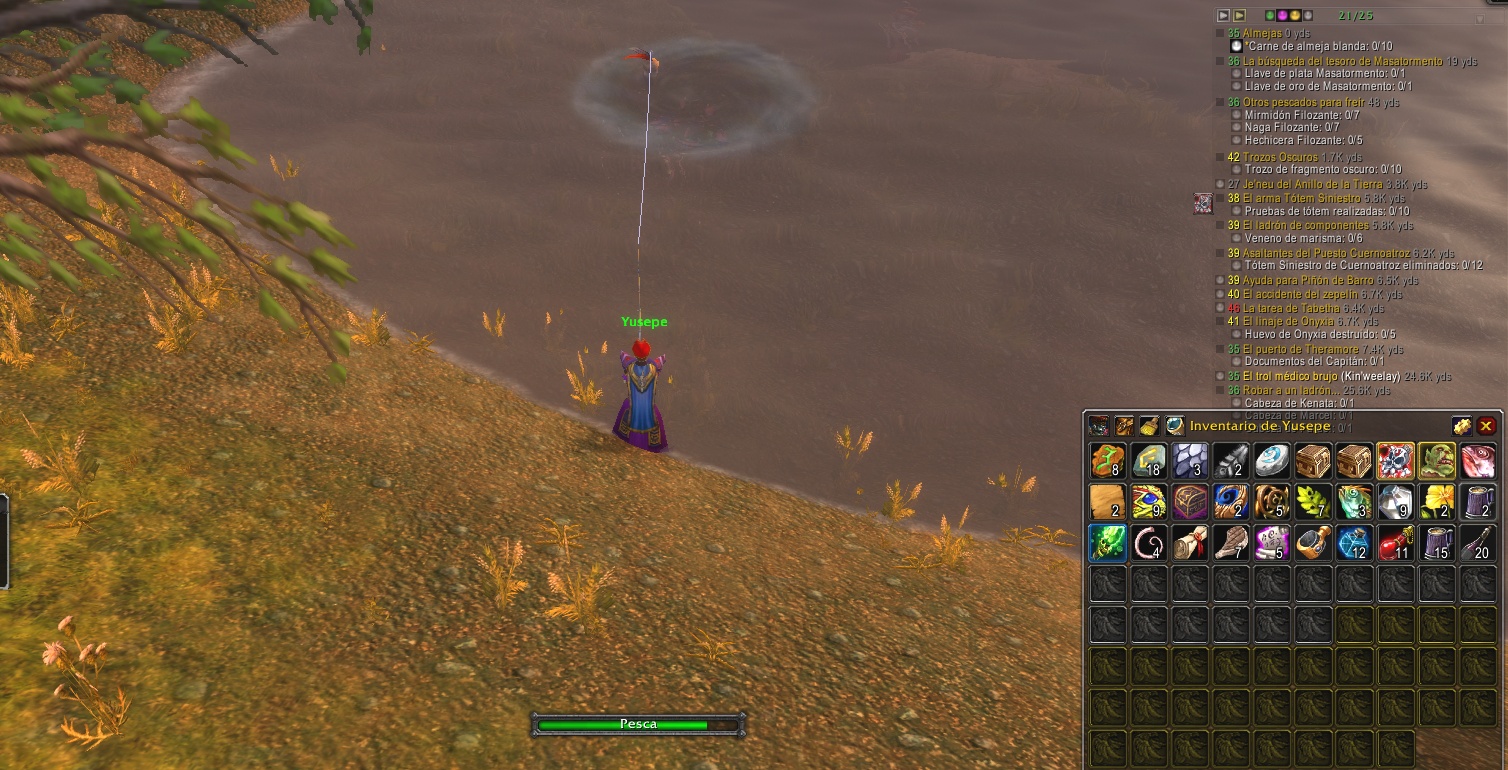 21/25
35 Almejas 0 yds
*Carne de almeja blanda: 0/10
36 La búsqueda del tesoro de Masatormento 19 yds
Llave de plata Masatormento: 0/1
Llave de oro de Masatormento: 0/1
36 Otros pescados para freír 48 yds
Mirmidón Filozante: 0/7
Naga Filozante: 0/7
Hechicera Filozante: 0/5
42 Trozos Oscuros 1.7K yds
Trozo de fragmento oscuro: 0/10
27 Je'neu del Anillo de la Tierra 3.8K yds
38 El arma Tótem Siniestro 5.8K yds
Pruebas de tótem realizadas: 0/10
39 El ladrón de componentes 5.8K yds
Veneno de marisma: 0/6
39 Asaltantes del Puesto Cuernoatroz 6.2K yds
Tótem Siniestro de Cuernoatroz eliminados: 0/12
39 Ayuda para Piñón de Barro 6.5K yds
40 El accidente del zepelín 6.7K yds
La tarea de Tabetha 6.4K yds
41 El linaje de Onyxia 6.7K yds
Huevo de Onyxia destruido: 0/5
35 El puerto de Theramore 7.4K yds
Documentos del Capitán: 0/1
35 El trol médico brujo (Kin'weelay) 24.6K yds
36 Robar a un ladrón... 25.6K yds
Cabeza de Kenata: 0/1
Cabeza de Marcel: 0/1
Yusepe
Inventario de Yusepe
8 18 3 2
2 9 2 5 7 3 9 2 2
4 7 5 12 11 15 20
Pesca